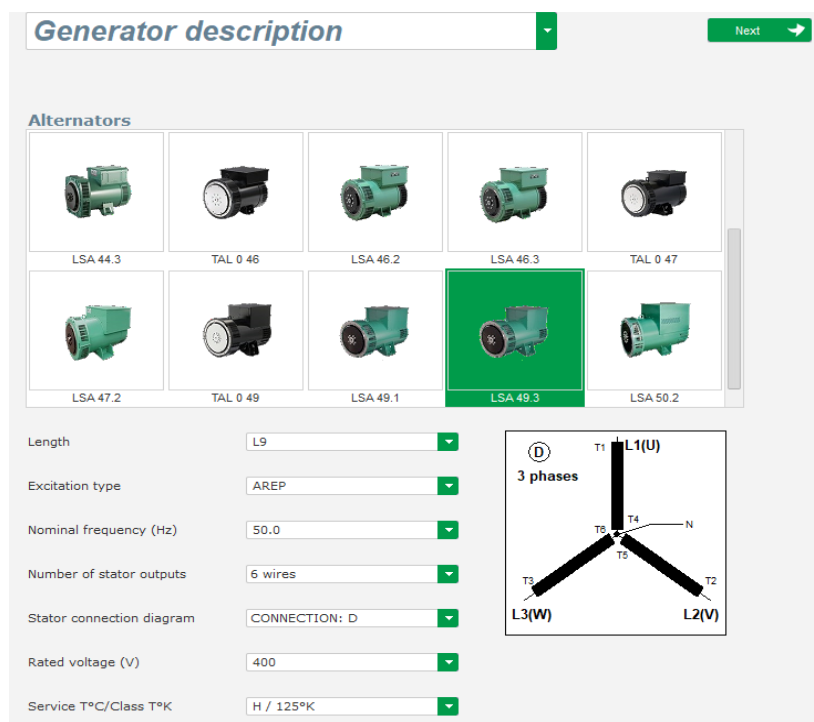 Generator description
Next
Alternators
LSA 44.3 TAL 0 46 LSA 46.2 LSA 46.3 TAL 0 47
LSA 47.2 TAL 0 49 LSA 49.1 LSA 49.3 LSA 50.2
Length L9
Excitation type AREP
Nominal frequency (Hz) 50.0
Number of stator outputs 6 wires
Stator connection diagram CONNECTION: D
Rated voltage (V) 400
Service T°C/Class T°K H / 125°K
D
3 phases
T1 L1(U)
T4
T6 N
T5
T3 T2
L3(W) L2(V)